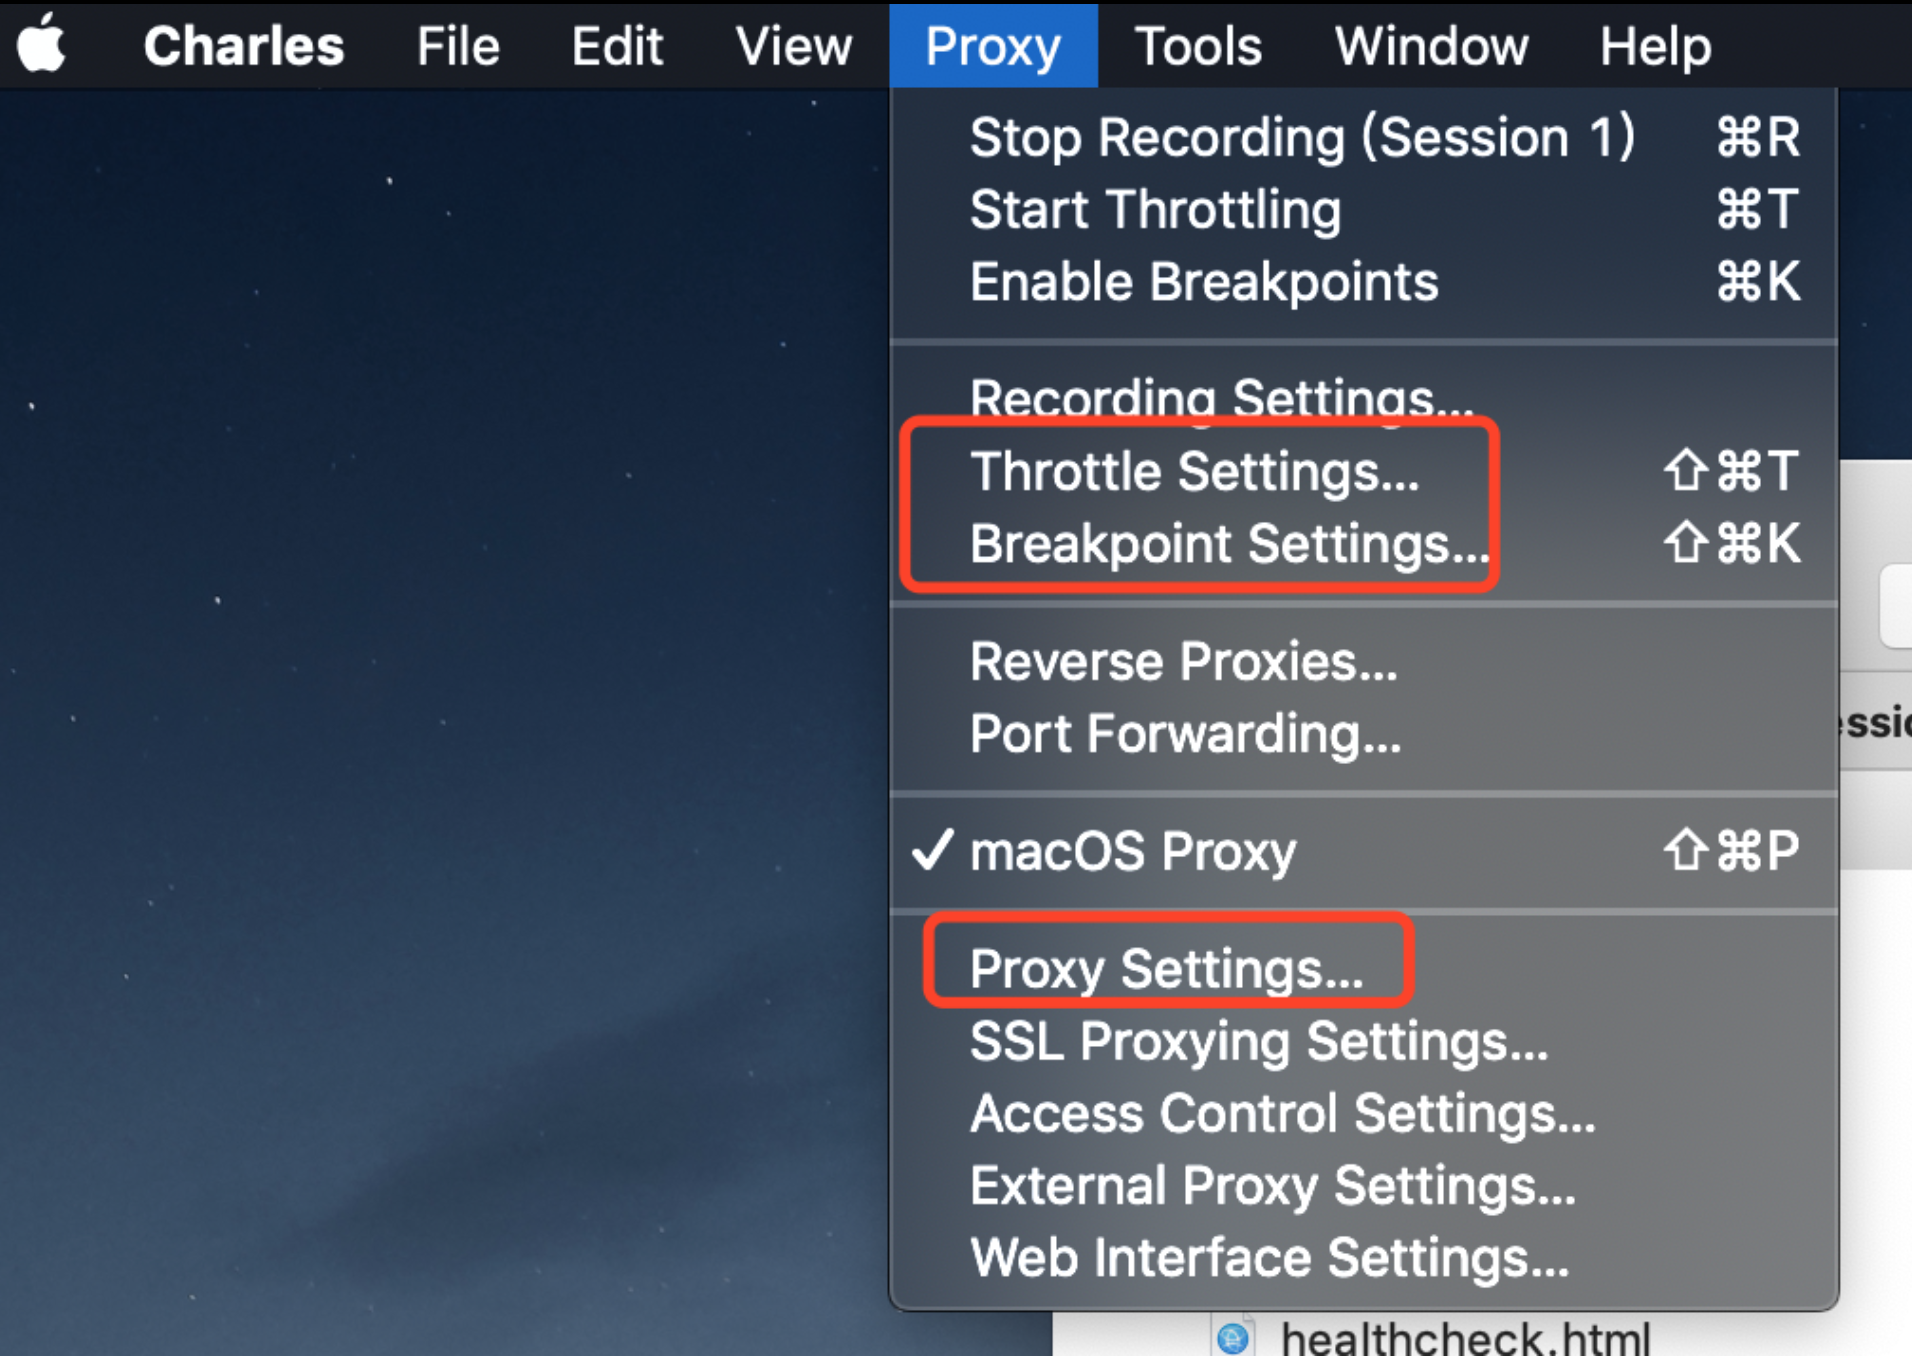 Charles File Edit View Proxy Tools Window Help
Stop Recording (Session 1) ⌘R
Start Throttling ⌘T
Enable Breakpoints ⌘K
Recording Settings...
Throttle Settings... ⇧⌘T
Breakpoint Settings... ⇧⌘K
Reverse Proxies...
Port Forwarding...
✓ macOS Proxy ⇧⌘P
Proxy Settings...
SSL Proxying Settings...
Access Control Settings...
External Proxy Settings...
Web Interface Settings...
healthcheck.html